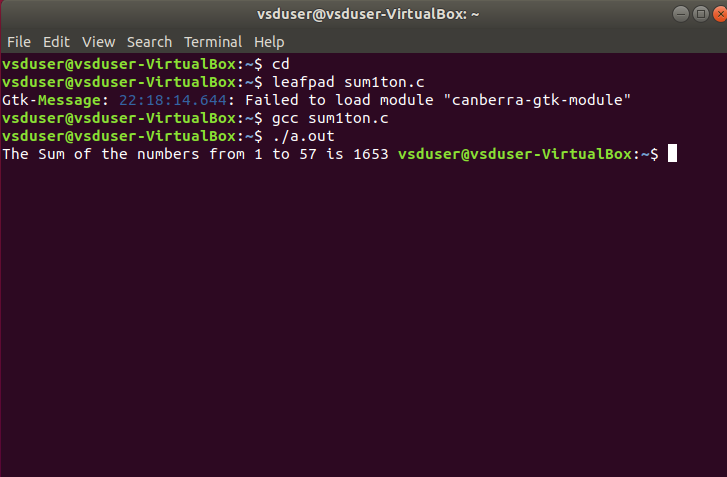 vsduser@vsduser-VirtualBox: ~
File Edit View Search Terminal Help
vsduser@vsduser-VirtualBox:~$ cd
vsduser@vsduser-VirtualBox:~$ leafpad sum1ton.c
Gtk-Message: 22:18:14.644: Failed to load module "canberra-gtk-module"
vsduser@vsduser-VirtualBox:~$ gcc sum1ton.c
vsduser@vsduser-VirtualBox:~$ ./a.out
The Sum of the numbers from 1 to 57 is 1653 vsduser@vsduser-VirtualBox:~$